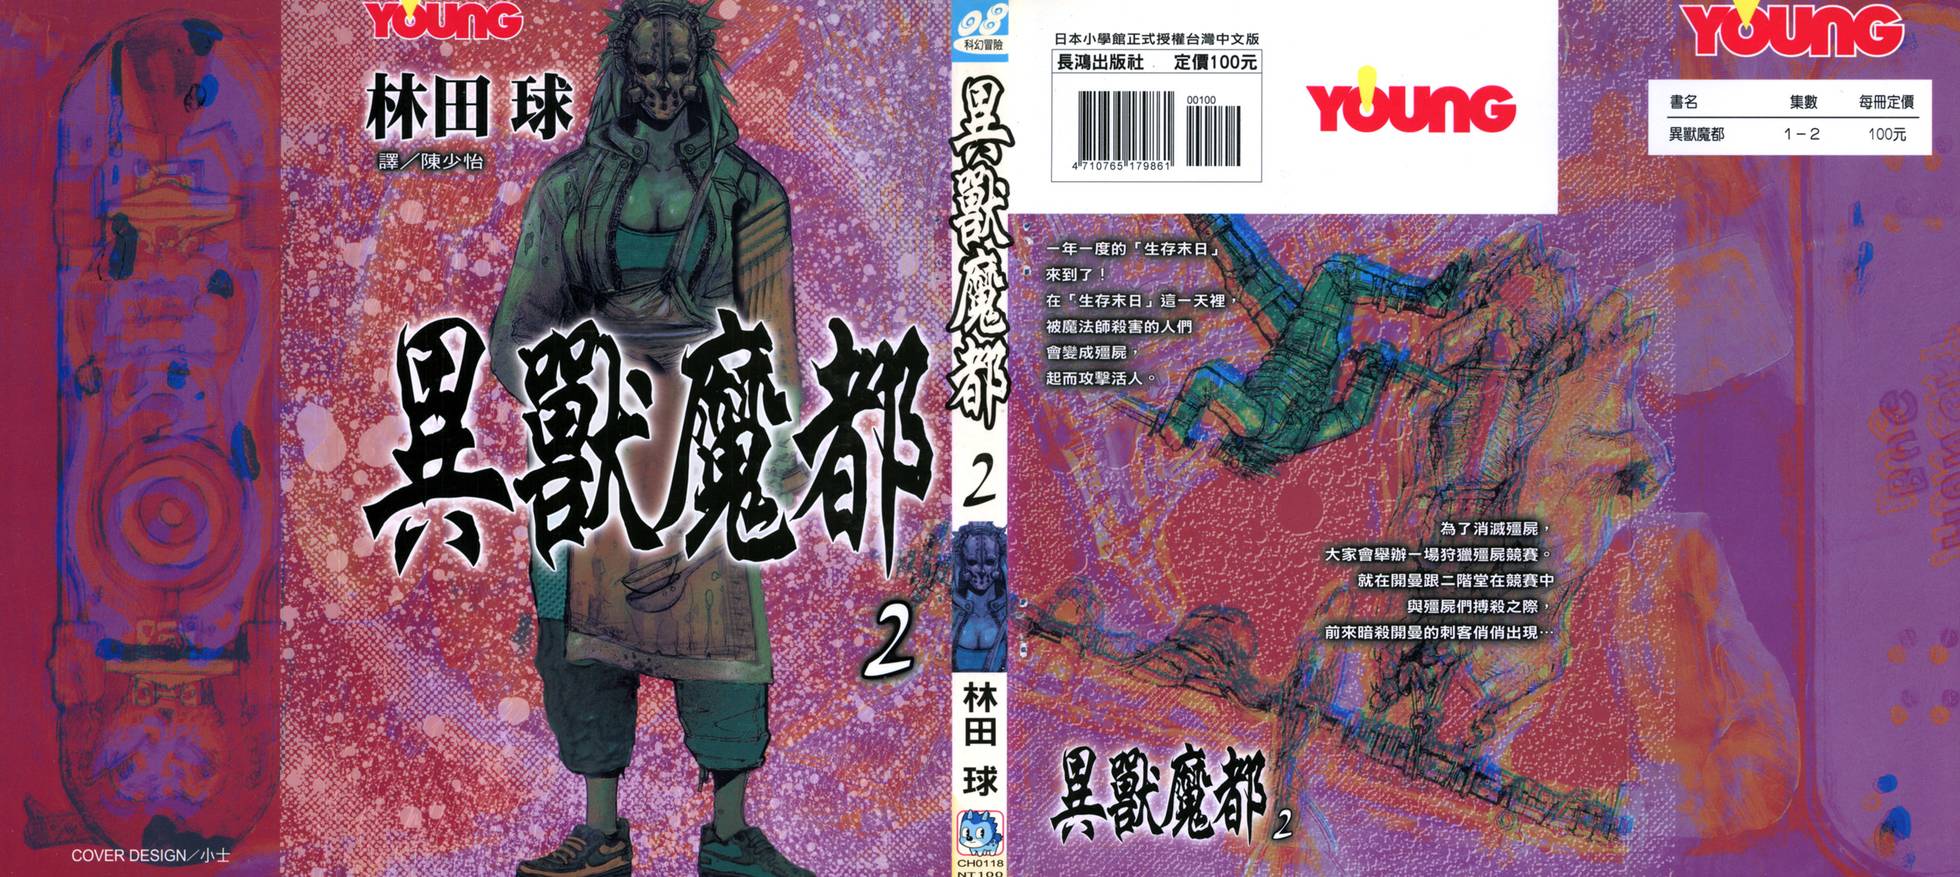 YOUNG
林田 球
譯／陳少怡
異獸魔都
2
COVER DESIGN／小士
98
科幻冒險
異獸魔都
2
林田 球
CH0118
NT100
日本小學館正式授權台灣中文版
長鴻出版社 定價100元
00100
4 710765 179861
YOUNG
一年一度的「生存末日」
來到了！
在「生存末日」這一天裡，
被魔法師殺害的人們
會變成殭屍，
起而攻擊活人。
為了消滅殭屍，
大家會舉辦一場狩獵殭屍競賽。
就在開曼跟二階堂在競賽中
與殭屍們搏殺之際，
前來暗殺開曼的刺客俏俏出現…
異獸魔都 2
YOUNG
書名 集數 每冊定價
異獸魔都 1－2 100元